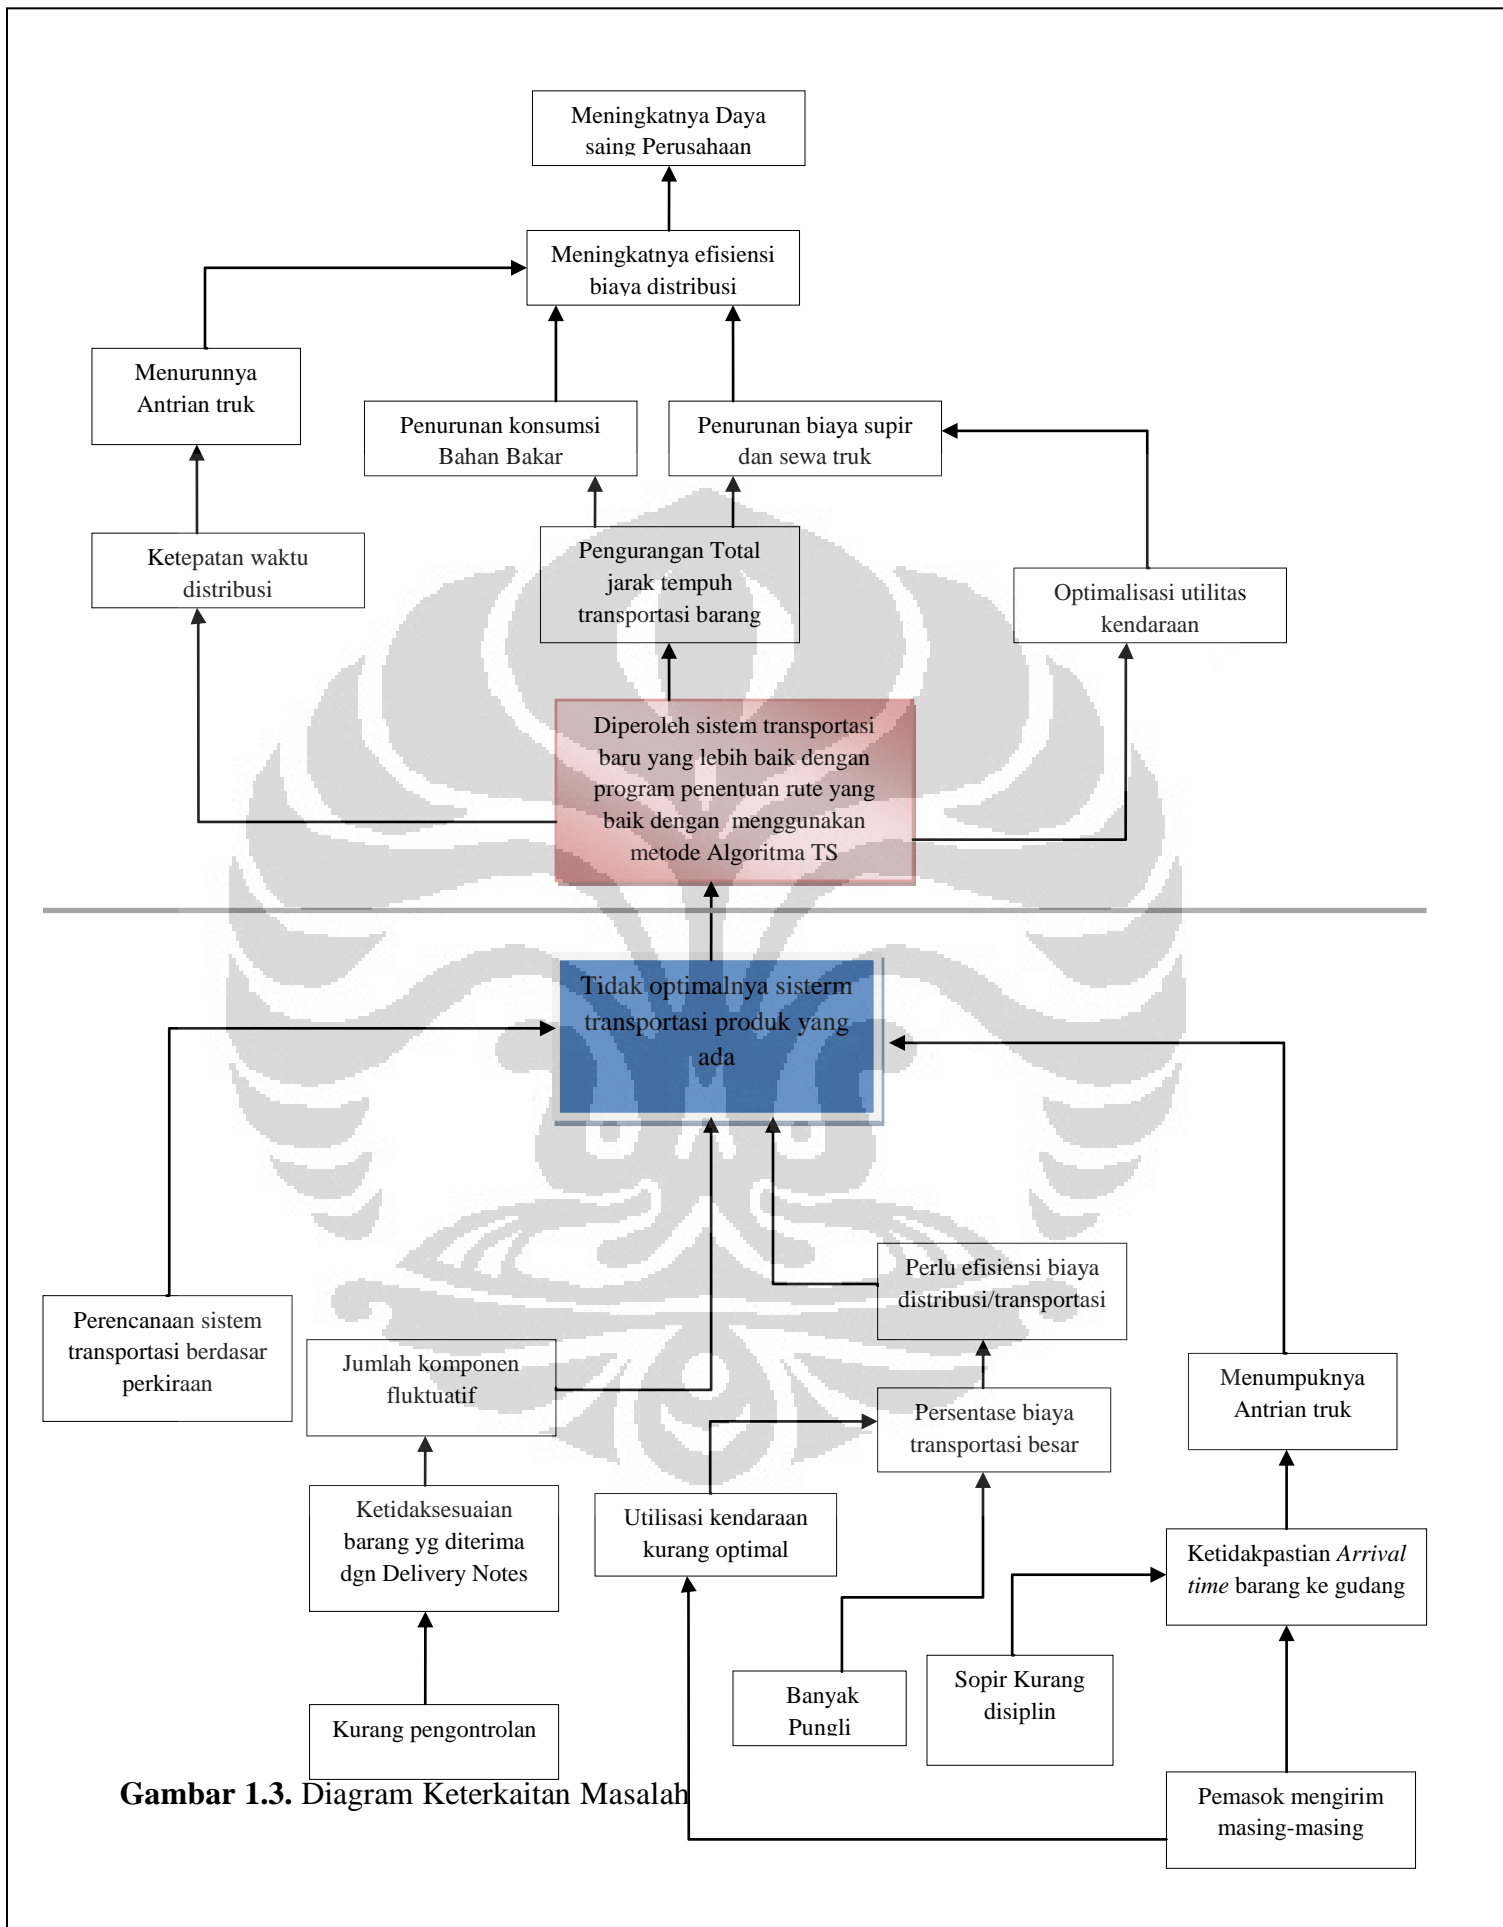 Meningkatnya Daya
saing Perusahaan
Meningkatnya efisiensi
biaya distribusi
Menurunnya
Antrian truk
Penurunan konsumsi
Bahan Bakar
Penurunan biaya supir
dan sewa truk
Ketepatan waktu
distribusi
Pengurangan Total
jarak tempuh
transportasi barang
Optimalisasi utilitas
kendaraan
Diperoleh sistem transportasi
baru yang lebih baik dengan
program penentuan rute yang
baik dengan  menggunakan
metode Algoritma TS
Tidak optimalnya sisterm
transportasi produk yang
ada
Perlu efisiensi biaya
distribusi/transportasi
Perencanaan sistem
transportasi berdasar
perkiraan
Jumlah komponen
fluktuatif
Menumpuknya
Antrian truk
Persentase biaya
transportasi besar
Ketidaksesuaian
barang yg diterima
dgn Delivery Notes
Utilisasi kendaraan
kurang optimal
Ketidakpastian Arrival
time barang ke gudang
Sopir Kurang
disiplin
Banyak
Pungli
Kurang pengontrolan
Pemasok mengirim
masing-masing
Gambar 1.3. Diagram Keterkaitan Masalah